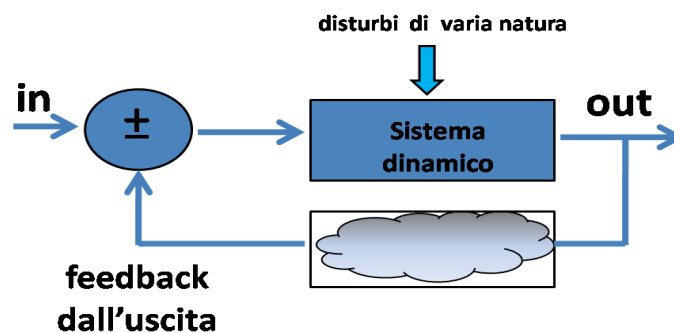 disturbi di varia natura
in
±
Sistema
dinamico
out
feedback
dall'uscita